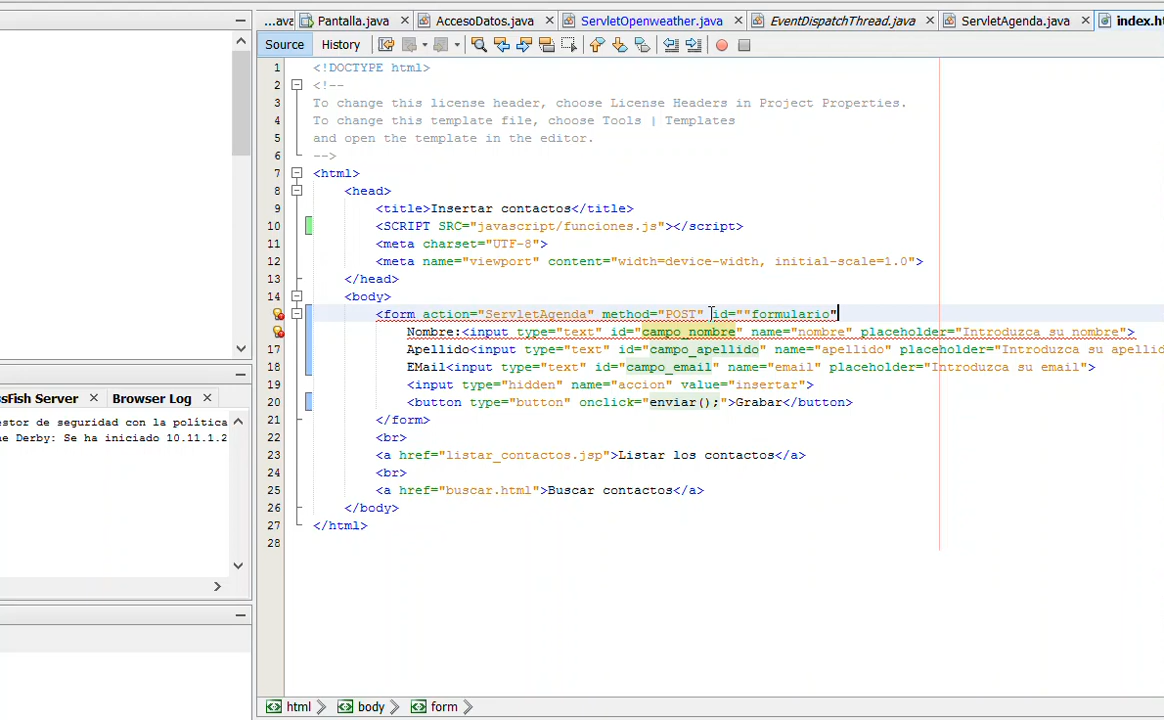 ...ava Pantalla.java AccesoDatos.java ServletOpenweather.java EventDispatchThread.java ServletAgenda.java index.ht
Source History
1 <!DOCTYPE html>
2 <!--
3 To change this license header, choose License Headers in Project Properties.
4 To change this template file, choose Tools | Templates
5 and open the template in the editor.
6 -->
7 <html>
8 <head>
9 <title>Insertar contactos</title>
10 <SCRIPT SRC="javascript/funciones.js"></script>
11 <meta charset="UTF-8">
12 <meta name="viewport" content="width=device-width, initial-scale=1.0">
13 </head>
14 <body>
<form action="ServletAgenda" method="POST" id=""formulario"
Nombre:<input type="text" id="campo_nombre" name="nombre" placeholder="Introduzca su nombre">
17 Apellido<input type="text" id="campo_apellido" name="apellido" placeholder="Introduzca su apellid
18 EMail<input type="text" id="campo_email" name="email" placeholder="Introduzca su email">
19 <input type="hidden" name="accion" value="insertar">
20 <button type="button" onclick="enviar();">Grabar</button>
21 </form>
22 <br>
23 <a href="listar_contactos.jsp">Listar los contactos</a>
24 <br>
25 <a href="buscar.html">Buscar contactos</a>
26 </body>
27 </html>
28
ssFish Server Browser Log
estor de seguridad con la política
ne Derby: Se ha iniciado 10.11.1.2
html body form